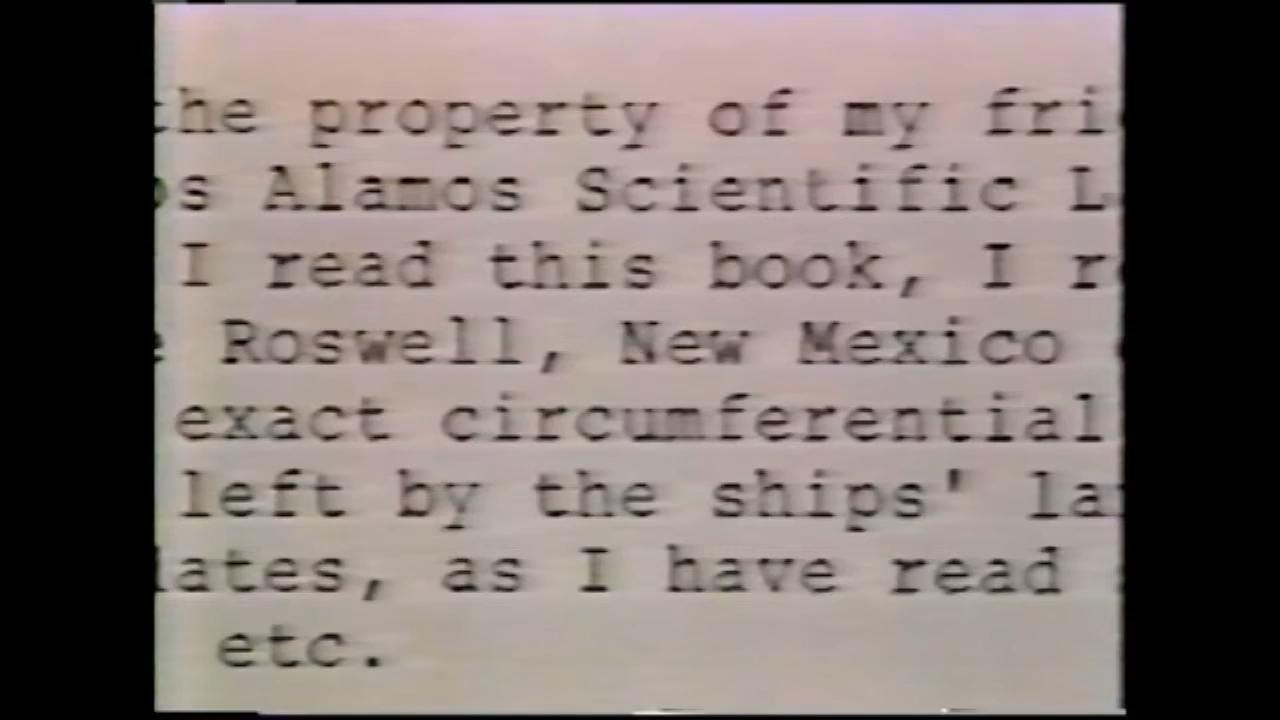 the property of my fri
os Alamos Scientific L
I read this book, I r
Roswell, New Mexico
exact circumferential
left by the ships' la
lates, as I have read
etc.